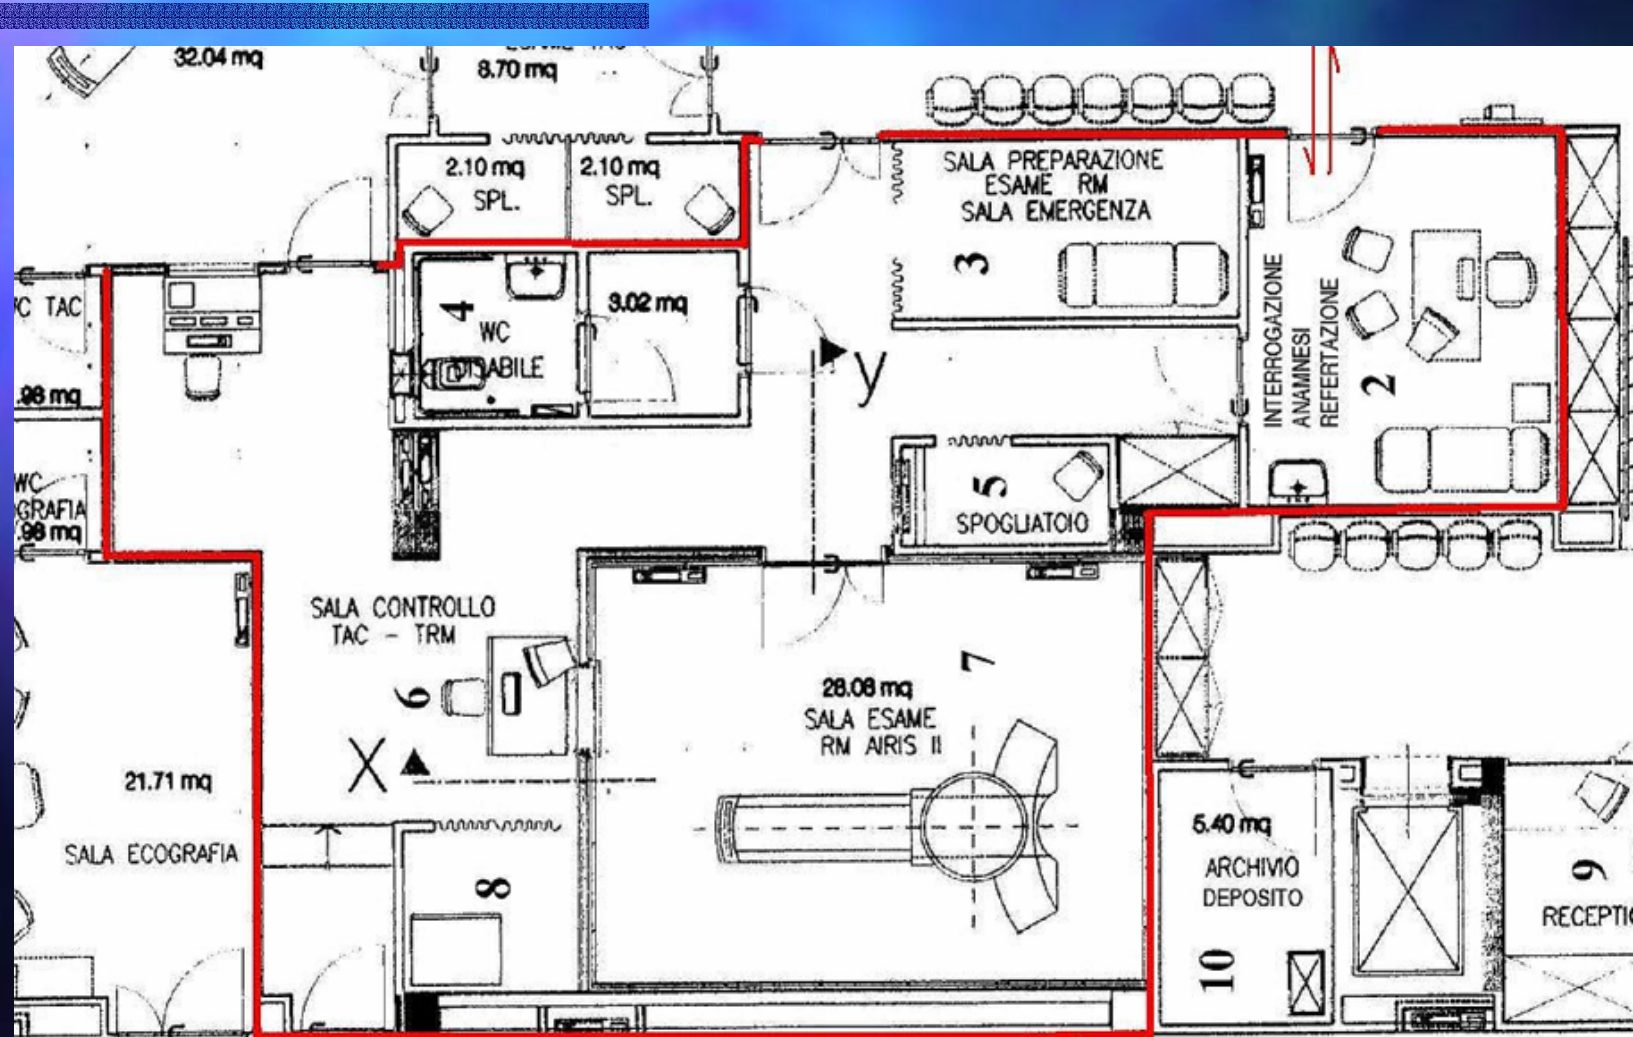 32.04 mq
8.70 mq
2.10 mq
SPL.
2.10 mq
SPL.
SALA PREPARAZIONE
ESAME RM
SALA EMERGENZA
3
INTERROGAZIONE
ANAMNESI
REFERTAZIONE
2
WC TAC
.98 mq
4
WC
DISABILE
3.02 mq
y
WC
GRAFIA
.98 mq
5
SPOGLIATOIO
SALA CONTROLLO
TAC - TRM
6
X
7
28.08 mq
SALA ESAME
RM AIRIS II
21.71 mq
SALA ECOGRAFIA
8
5.40 mq
ARCHIVIO
DEPOSITO
10
9
RECEPTIO